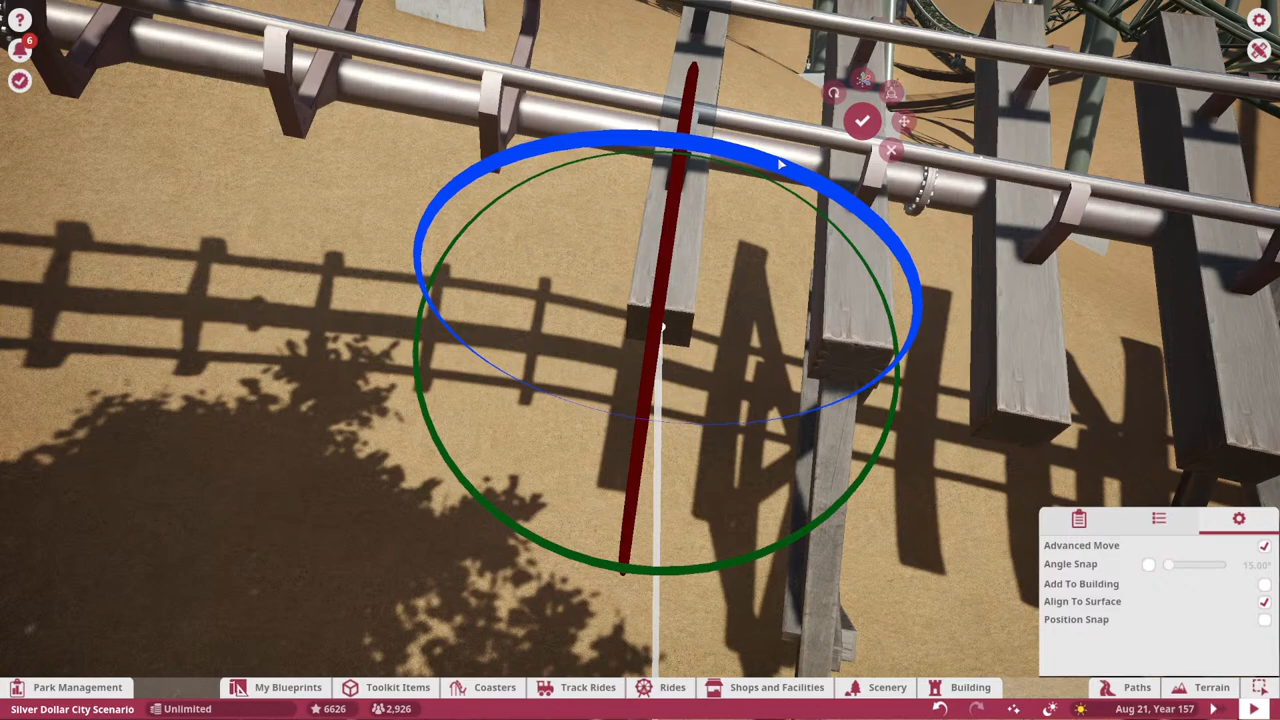 ?
6
Advanced Move
Angle Snap 15.00°
Add To Building
Align To Surface
Position Snap
Park Management My Blueprints Toolkit Items Coasters Track Rides Rides Shops and Facilities Scenery Building Paths Terrain
Silver Dollar City Scenario Unlimited 6626 2,926 Aug 21, Year 157